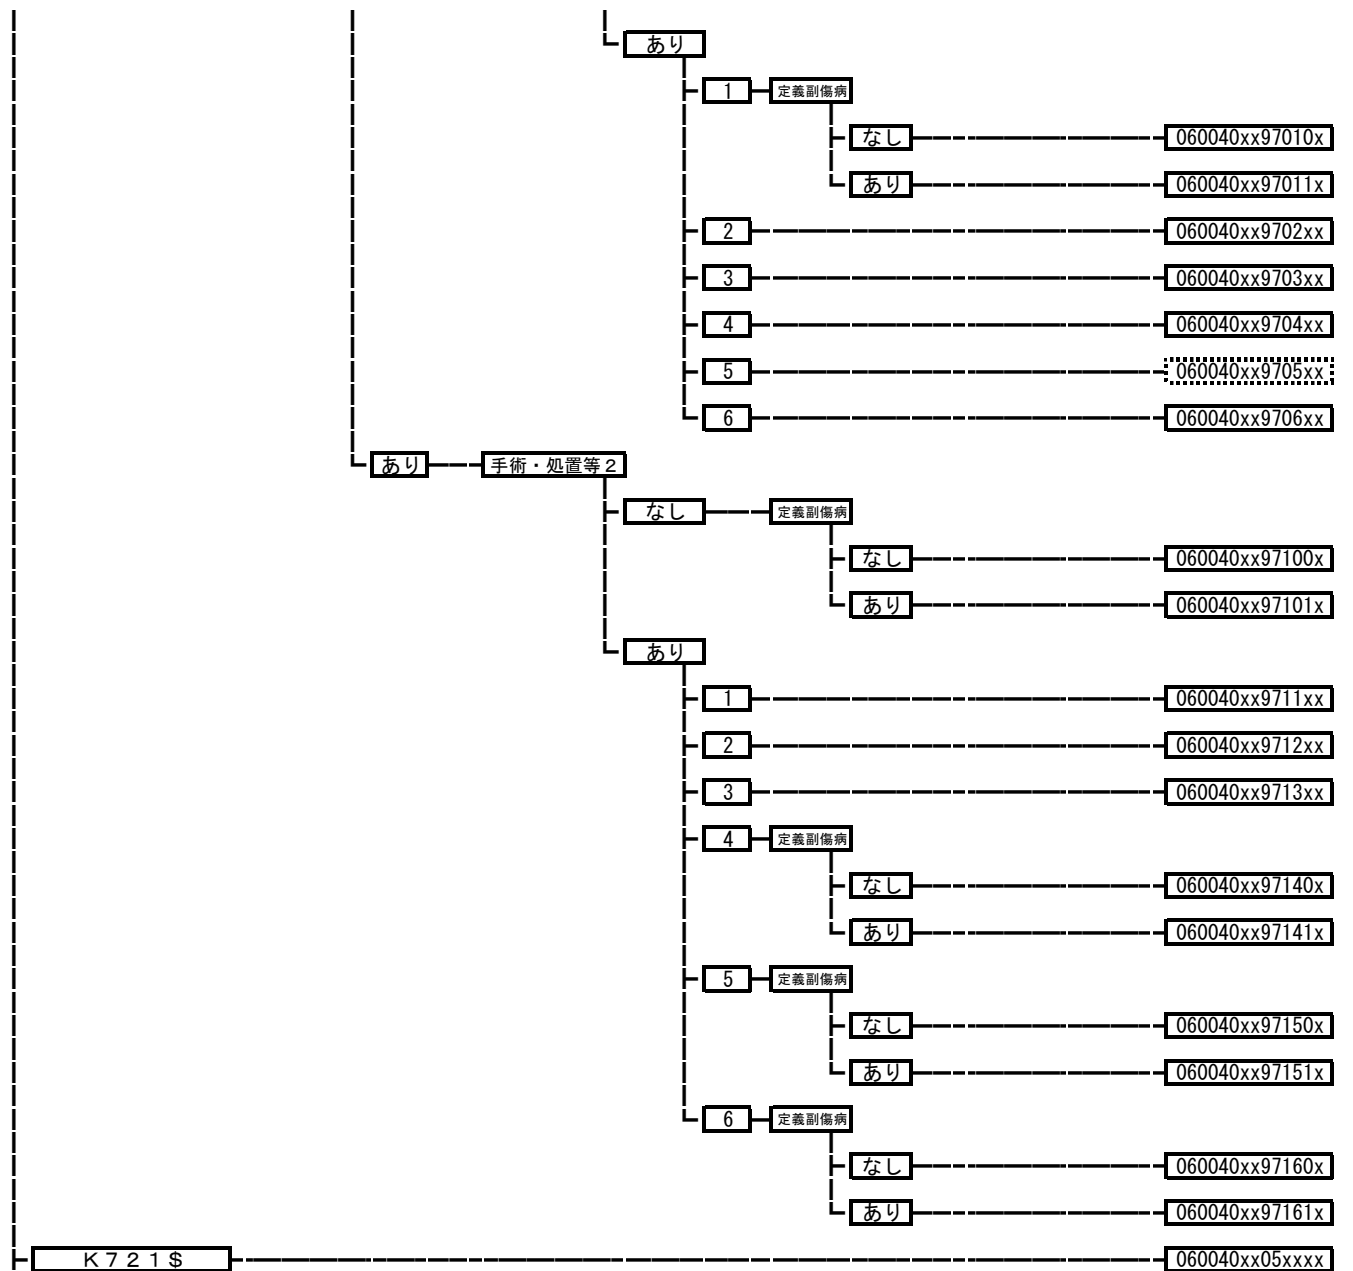 あり
1 定義副傷病
なし 060040xx97010x
あり 060040xx97011x
2 060040xx9702xx
3 060040xx9703xx
4 060040xx9704xx
5 060040xx9705xx
6 060040xx9706xx
あり 手術・処置等2
なし 定義副傷病
なし 060040xx97100x
あり 060040xx97101x
あり
1 060040xx9711xx
2 060040xx9712xx
3 060040xx9713xx
4 定義副傷病
なし 060040xx97140x
あり 060040xx97141x
5 定義副傷病
なし 060040xx97150x
あり 060040xx97151x
6 定義副傷病
なし 060040xx97160x
あり 060040xx97161x
K721$ 060040xx05xxxx